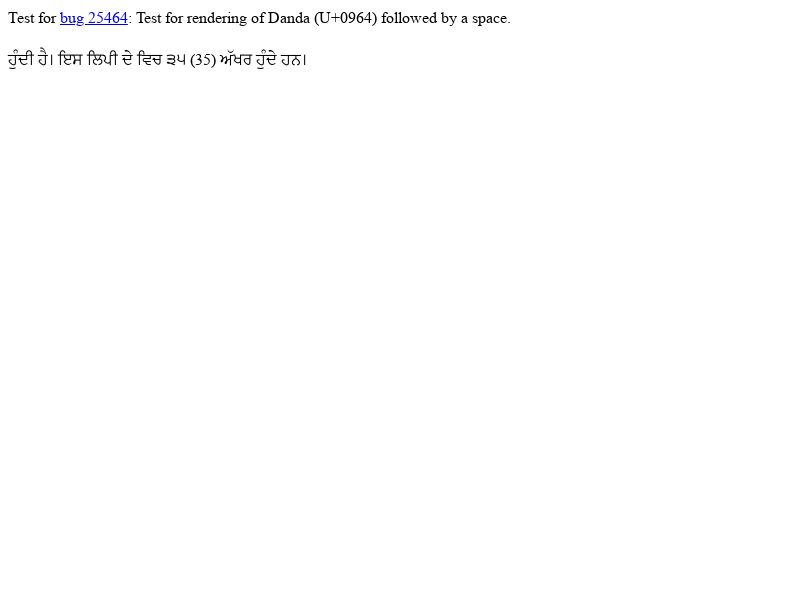 Test for bug 25464: Test for rendering of Danda (U+0964) followed by a space.
ਹੁੰਦੀ ਹੈ। ਇਸ ਲਿਪੀ ਦੇ ਵਿਚ ੩੫ (35) ਅੱਖਰ ਹੁੰਦੇ ਹਨ।